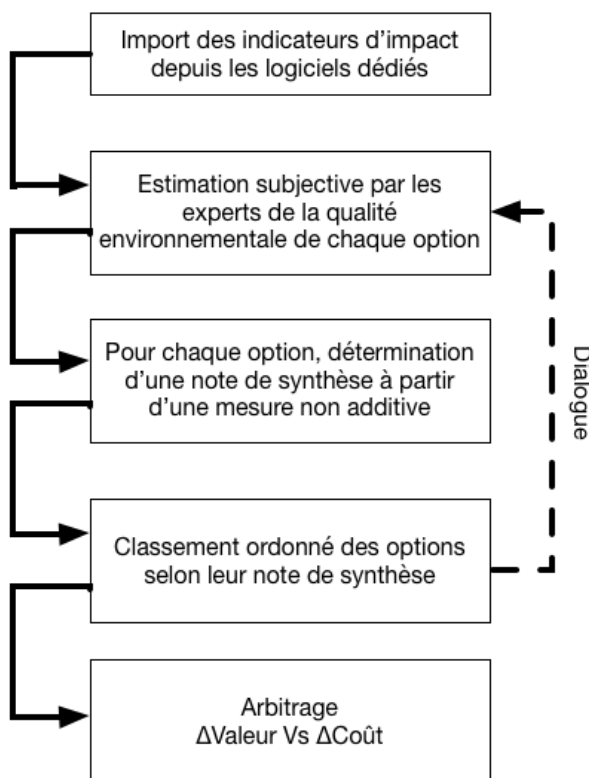 Import des indicateurs d’impact
depuis les logiciels dédiés
Estimation subjective par les
experts de la qualité
environnementale de chaque option
Pour chaque option, détermination
d’une note de synthèse à partir
d’une mesure non additive
Dialogue
Classement ordonné des options
selon leur note de synthèse
Arbitrage
ΔValeur Vs ΔCoût